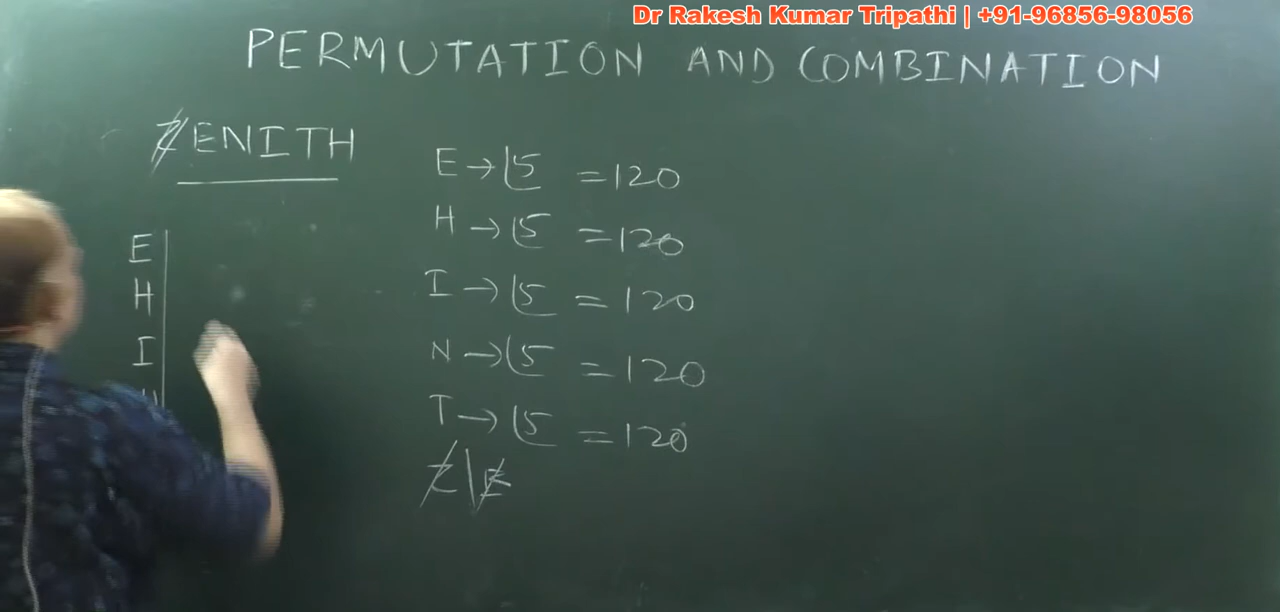 Dr Rakesh Kumar Tripathi | +91-96856-98056
PERMUTATION AND COMBINATION
ZENITH
E
H
I
E → ⌊5 = 120
H → ⌊5 = 120
I → ⌊5 = 120
N → ⌊5 = 120
T → ⌊5 = 120
Z | E